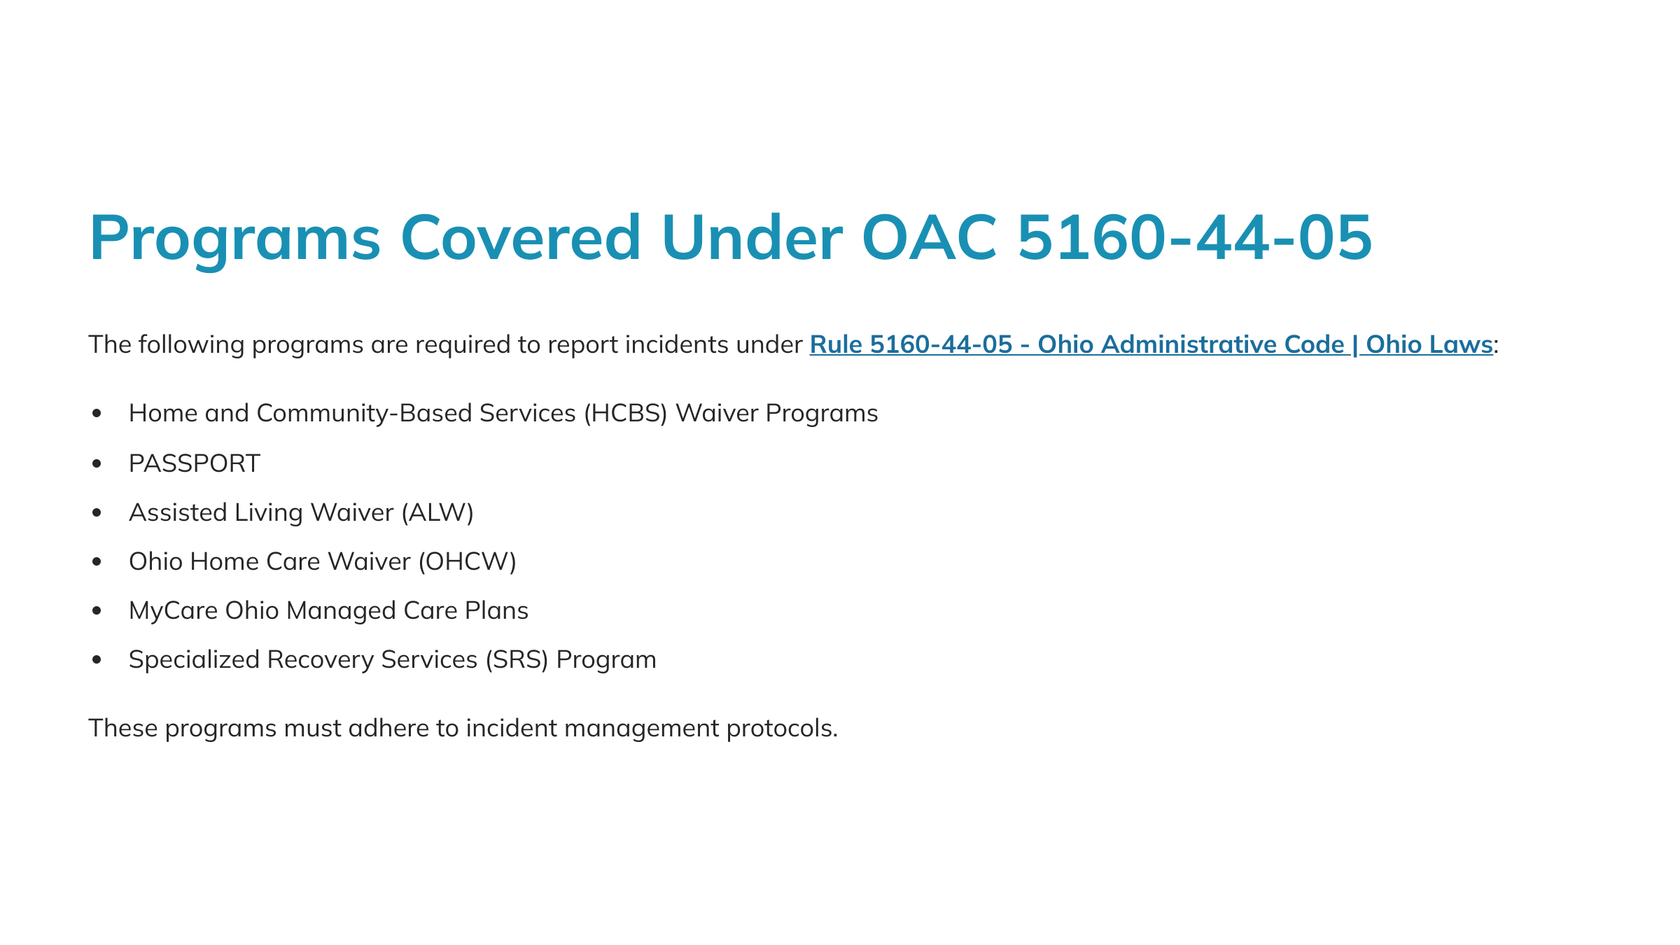 Programs Covered Under OAC 5160-44-05
The following programs are required to report incidents under Rule 5160-44-05 - Ohio Administrative Code | Ohio Laws:
• Home and Community-Based Services (HCBS) Waiver Programs
• PASSPORT
• Assisted Living Waiver (ALW)
• Ohio Home Care Waiver (OHCW)
• MyCare Ohio Managed Care Plans
• Specialized Recovery Services (SRS) Program
These programs must adhere to incident management protocols.